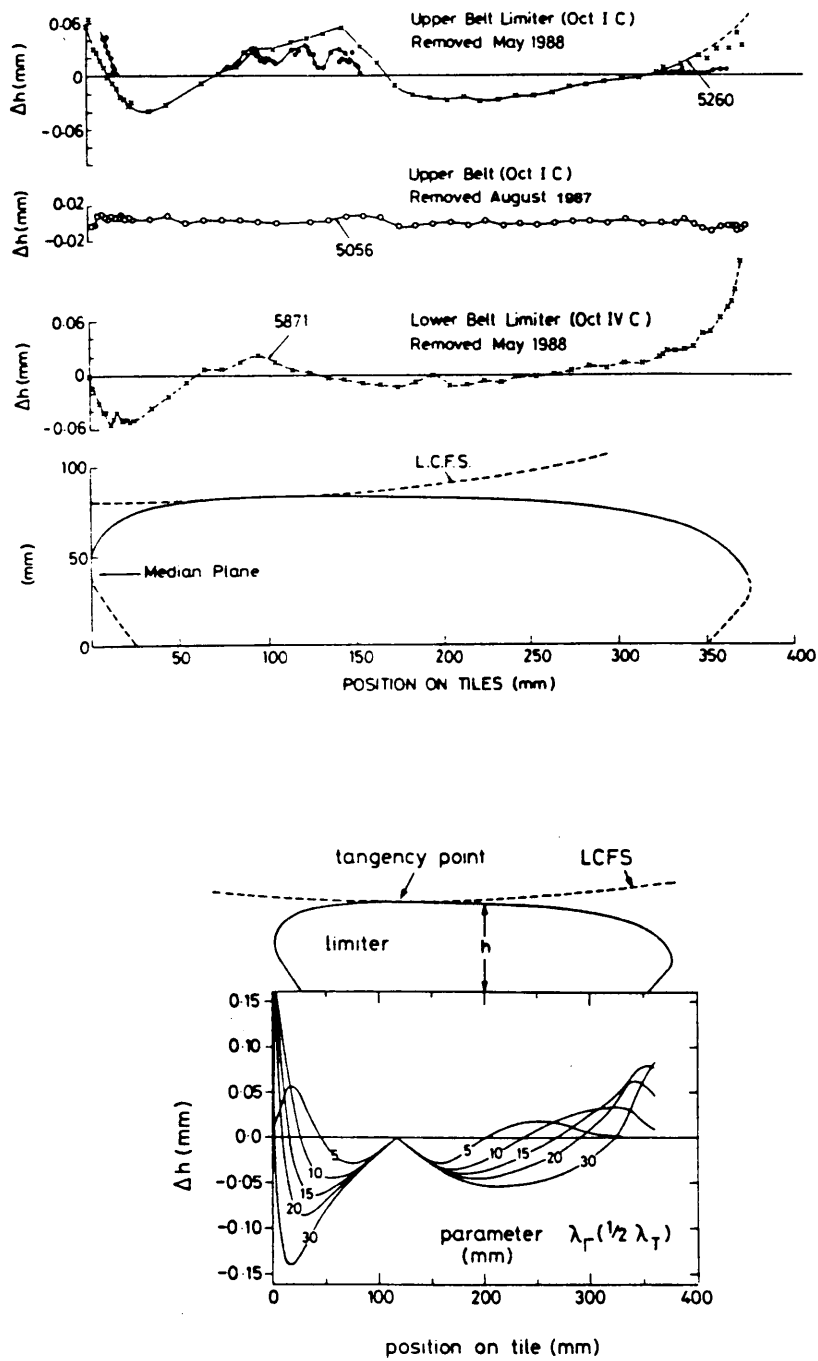 Upper Belt Limiter (Oct I C)
Removed May 1988
0·06
0
-0·06
Δh (mm)
5260
Upper Belt (Oct I C)
Removed August 1987
0·02
-0·02
Δh (mm)
5056
Lower Belt Limiter (Oct IV C)
Removed May 1988
5871
0·06
0
-0·06
Δh (mm)
L.C.F.S.
100
50
0
(mm)
Median Plane
50 100 150 200 250 300 350 400
POSITION ON TILES (mm)
tangency point
LCFS
limiter
h
0·15
0·10
0·05
0·0
-0·05
-0·10
-0·15
Δh (mm)
5
10
15
20
30
5
10
15
20
30
parameter λΓ (1/2 λT)
(mm)
0 100 200 300 400
position on tile (mm)